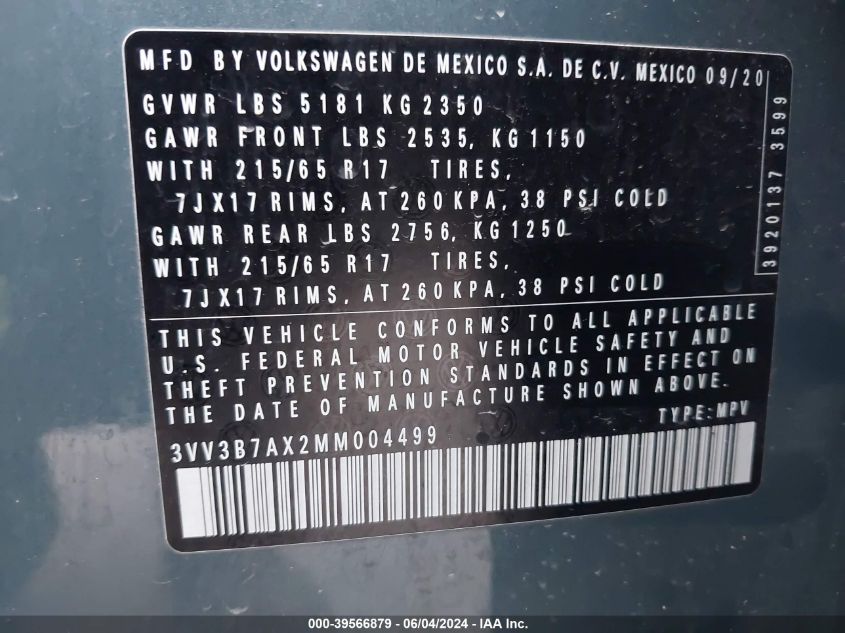 MFD BY VOLKSWAGEN DE MEXICO S.A. DE C.V. MEXICO 09/20
GVWR LBS 5181 KG 2350
GAWR FRONT LBS 2535, KG 1150
WITH 215/65 R17 TIRES,
7JX17 RIMS, AT 260 KPA, 38 PSI COLD
GAWR REAR LBS 2756, KG 1250
WITH 215/65 R17 TIRES,
7JX17 RIMS, AT 260 KPA, 38 PSI COLD
3920137 3599
THIS VEHICLE CONFORMS TO ALL APPLICABLE
U.S. FEDERAL MOTOR VEHICLE SAFETY AND
THEFT PREVENTION STANDARDS IN EFFECT ON
THE DATE OF MANUFACTURE SHOWN ABOVE.
3VV3B7AX2MM004499 TYPE: MPV
000-39566879 - 06/04/2024 - IAA Inc.